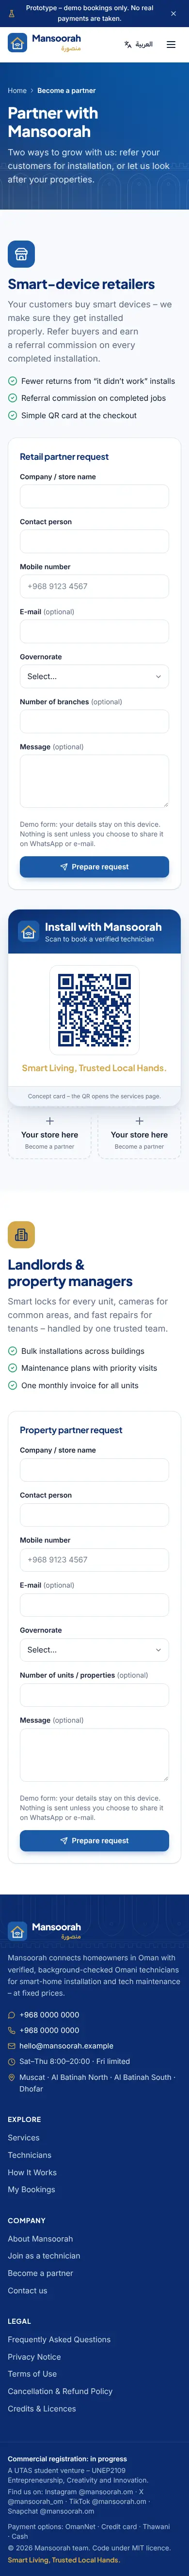 Prototype – demo bookings only. No real
payments are taken.
Mansoorah
منصورة
العربية
Home > Become a partner
Partner with
Mansoorah
Two ways to grow with us: refer your
customers for installation, or let us look
after your properties.
Smart-device retailers
Your customers buy smart devices – we
make sure they get installed
properly. Refer buyers and earn
a referral commission on every
completed installation.
Fewer returns from "it didn't work" installs
Referral commission on completed jobs
Simple QR card at the checkout
Retail partner request
Company / store name
Contact person
Mobile number
+968 9123 4567
E-mail (optional)
Governorate
Select...
Number of branches (optional)
Message (optional)
Demo form: your details stay on this device.
Nothing is sent unless you choose to share it
on WhatsApp or e-mail.
Prepare request
Install with Mansoorah
Scan to book a verified technician
Smart Living, Trusted Local Hands.
Concept card – the QR opens the services page.
Your store here
Become a partner
Your store here
Become a partner
Landlords &
property managers
Smart locks for every unit, cameras for
common areas, and fast repairs for
tenants – handled by one trusted team.
Bulk installations across buildings
Maintenance plans with priority visits
One monthly invoice for all units
Property partner request
Company / store name
Contact person
Mobile number
+968 9123 4567
E-mail (optional)
Governorate
Select...
Number of units / properties (optional)
Message (optional)
Demo form: your details stay on this device.
Nothing is sent unless you choose to share it
on WhatsApp or e-mail.
Prepare request
Mansoorah
منصورة
Mansoorah connects homeowners in Oman with
verified, background-checked Omani technicians
for smart-home installation and tech maintenance
– at fixed prices.
+968 0000 0000
+968 0000 0000
hello@mansoorah.example
Sat–Thu 8:00–20:00 · Fri limited
Muscat · Al Batinah North · Al Batinah South ·
Dhofar
EXPLORE
Services
Technicians
How It Works
My Bookings
COMPANY
About Mansoorah
Join as a technician
Become a partner
Contact us
LEGAL
Frequently Asked Questions
Privacy Notice
Terms of Use
Cancellation & Refund Policy
Credits & Licences
Commercial registration: in progress
A UTAS student venture – UNEP2109
Entrepreneurship, Creativity and Innovation.
Find us on: Instagram @mansoorah.om · X
@mansoorah_om · TikTok @mansoorah.om ·
Snapchat @mansoorah.om
Payment options: OmanNet · Credit card · Thawani
· Cash
© 2026 Mansoorah team. Code under MIT licence.
Smart Living, Trusted Local Hands.